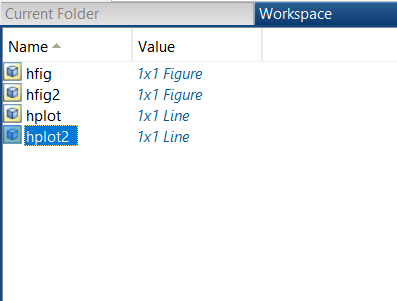 Current Folder Workspace
Name Value
hfig 1x1 Figure
hfig2 1x1 Figure
hplot 1x1 Line
hplot2 1x1 Line